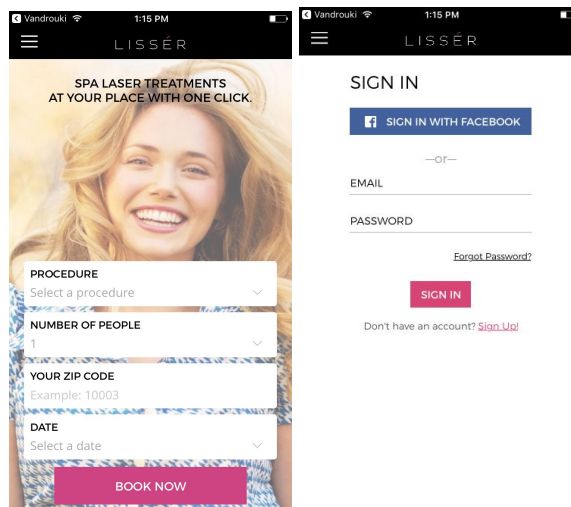 Vandrouki 1:15 PM
LISSÉR
SPA LASER TREATMENTS
AT YOUR PLACE WITH ONE CLICK.
PROCEDURE
Select a procedure
NUMBER OF PEOPLE
1
YOUR ZIP CODE
Example: 10003
DATE
Select a date
BOOK NOW
Vandrouki 1:15 PM
LISSÉR
SIGN IN
f SIGN IN WITH FACEBOOK
—or—
EMAIL
PASSWORD
Forgot Password?
SIGN IN
Don't have an account? Sign Up!